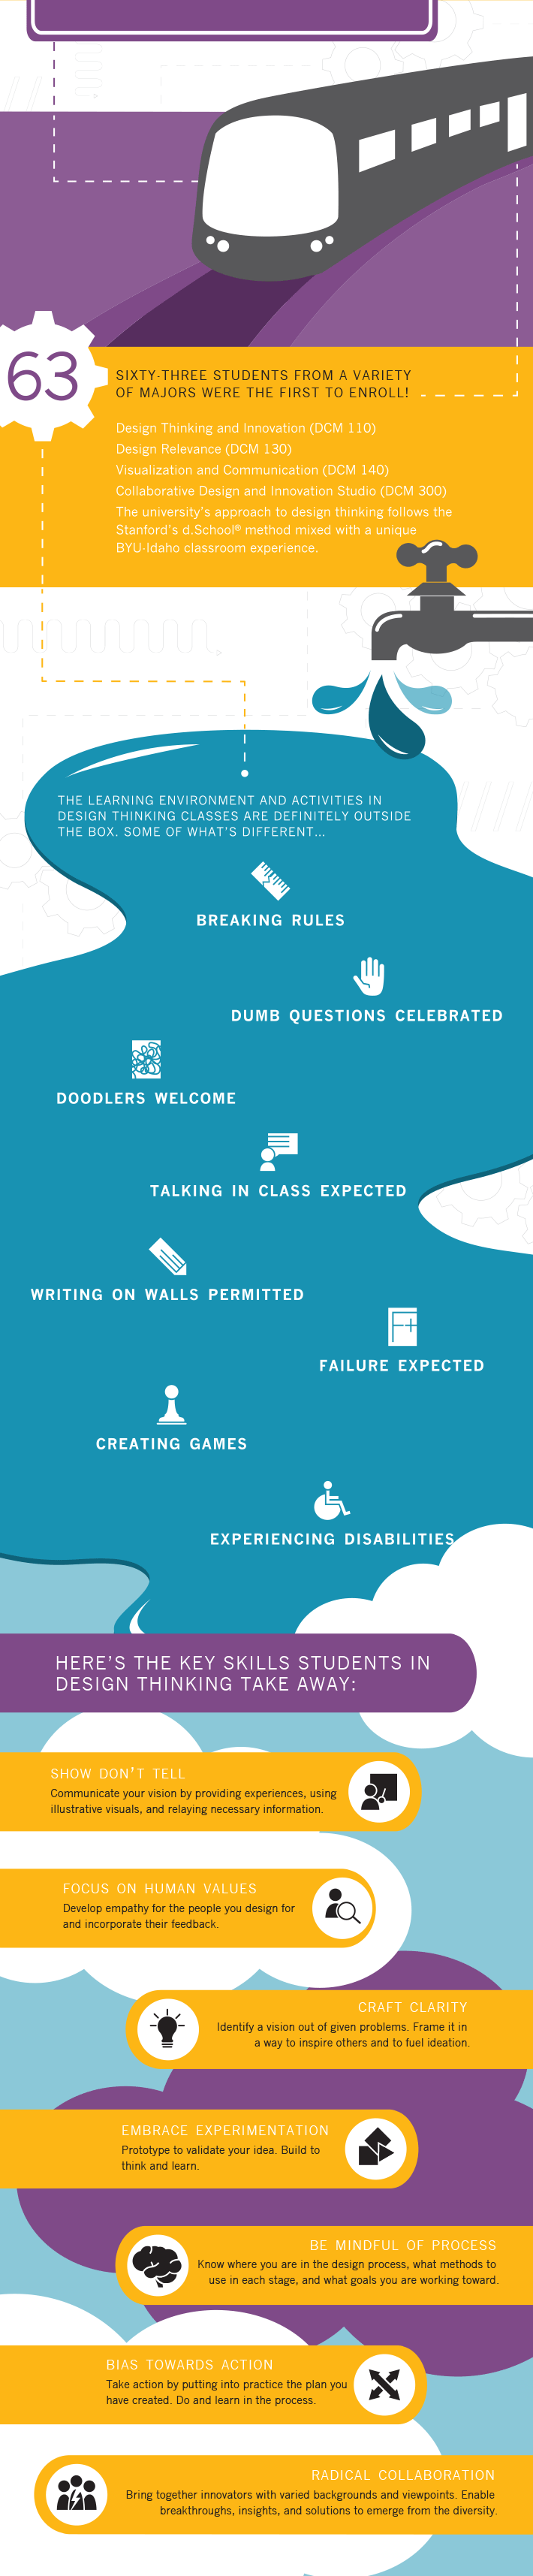 63
SIXTY-THREE STUDENTS FROM A VARIETY
OF MAJORS WERE THE FIRST TO ENROLL!
Design Thinking and Innovation (DCM 110)
Design Relevance (DCM 130)
Visualization and Communication (DCM 140)
Collaborative Design and Innovation Studio (DCM 300)
The university's approach to design thinking follows the
Stanford's d.School® method mixed with a unique
BYU-Idaho classroom experience.
THE LEARNING ENVIRONMENT AND ACTIVITIES IN
DESIGN THINKING CLASSES ARE DEFINITELY OUTSIDE
THE BOX. SOME OF WHAT'S DIFFERENT...
BREAKING RULES
DUMB QUESTIONS CELEBRATED
DOODLERS WELCOME
TALKING IN CLASS EXPECTED
WRITING ON WALLS PERMITTED
FAILURE EXPECTED
CREATING GAMES
EXPERIENCING DISABILITIES
HERE'S THE KEY SKILLS STUDENTS IN
DESIGN THINKING TAKE AWAY:
SHOW DON'T TELL
Communicate your vision by providing experiences, using
illustrative visuals, and relaying necessary information.
FOCUS ON HUMAN VALUES
Develop empathy for the people you design for
and incorporate their feedback.
CRAFT CLARITY
Identify a vision out of given problems. Frame it in
a way to inspire others and to fuel ideation.
EMBRACE EXPERIMENTATION
Prototype to validate your idea. Build to
think and learn.
BE MINDFUL OF PROCESS
Know where you are in the design process, what methods to
use in each stage, and what goals you are working toward.
BIAS TOWARDS ACTION
Take action by putting into practice the plan you
have created. Do and learn in the process.
RADICAL COLLABORATION
Bring together innovators with varied backgrounds and viewpoints. Enable
breakthroughs, insights, and solutions to emerge from the diversity.